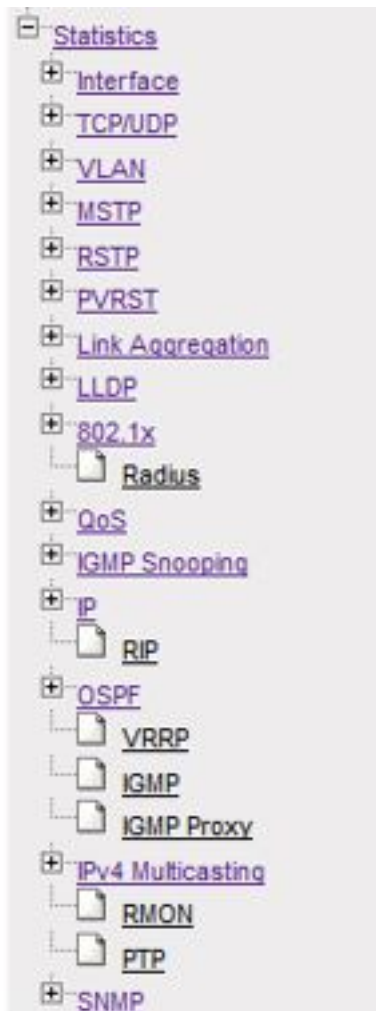 Statistics
Interface
TCP/UDP
VLAN
MSTP
RSTP
PVRST
Link Aggregation
LLDP
802.1x
Radius
QoS
IGMP Snooping
IP
RIP
OSPF
VRRP
IGMP
IGMP Proxy
IPv4 Multicasting
RMON
PTP
SNMP